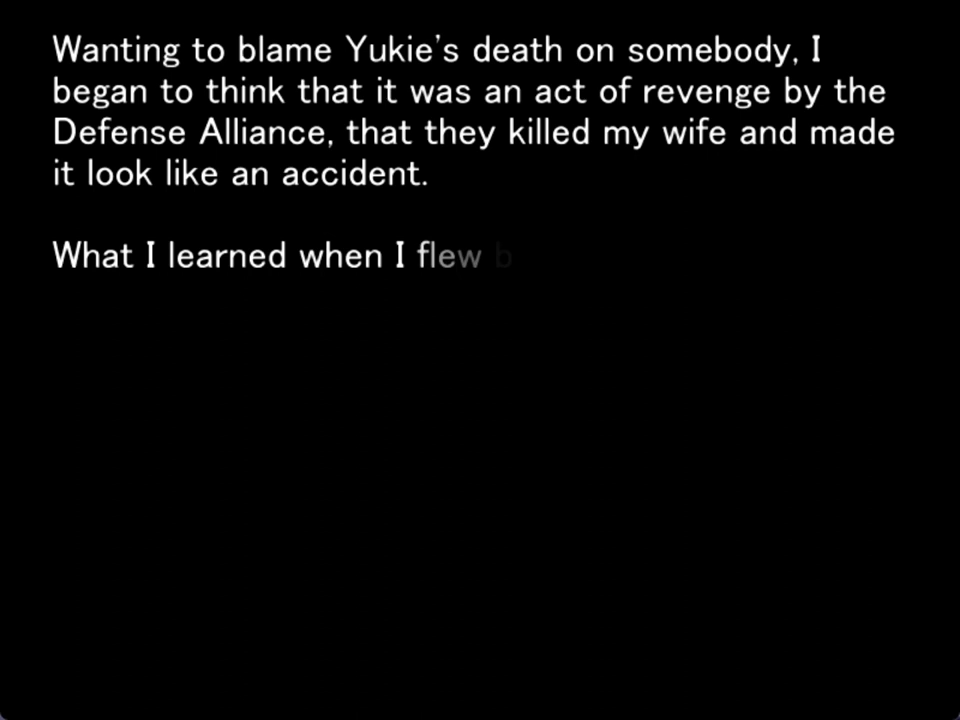 Wanting to blame Yukie's death on somebody, I
began to think that it was an act of revenge by the
Defense Alliance, that they killed my wife and made
it look like an accident.
What I learned when I flew b